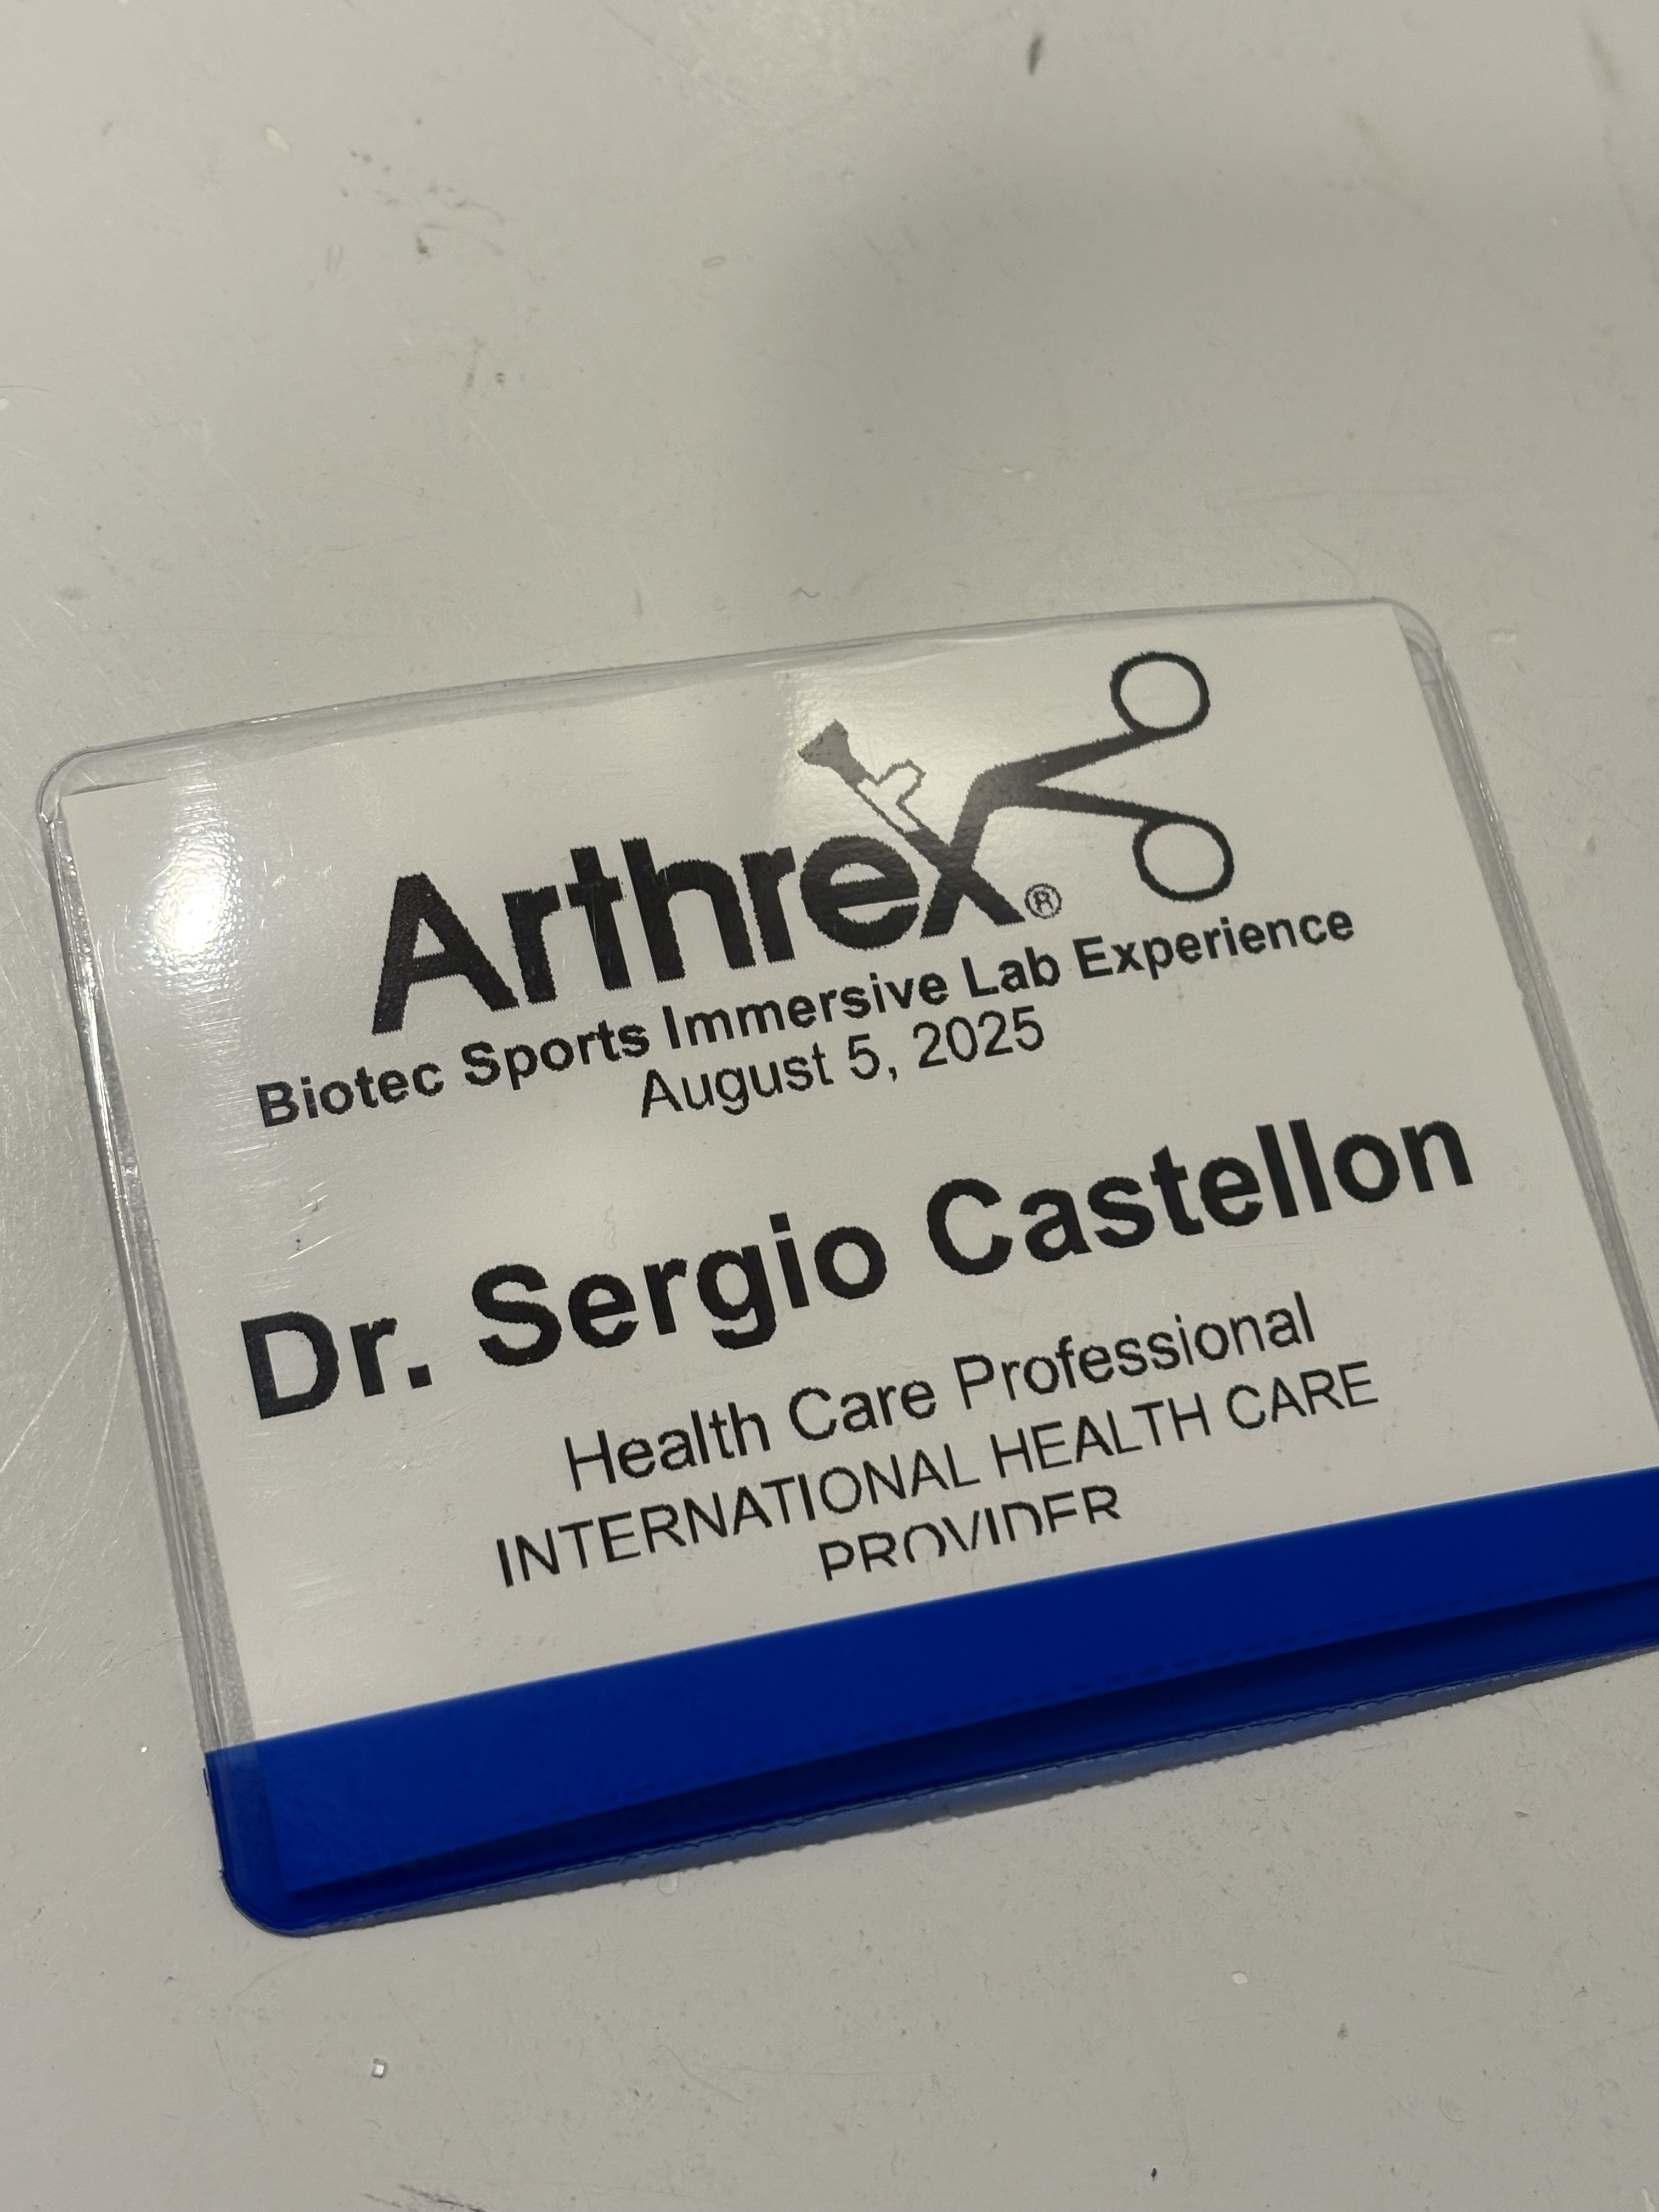 Arthrex®
Biotec Sports Immersive Lab Experience
August 5, 2025
Dr. Sergio Castellon
Health Care Professional
INTERNATIONAL HEALTH CARE
PROVIDER